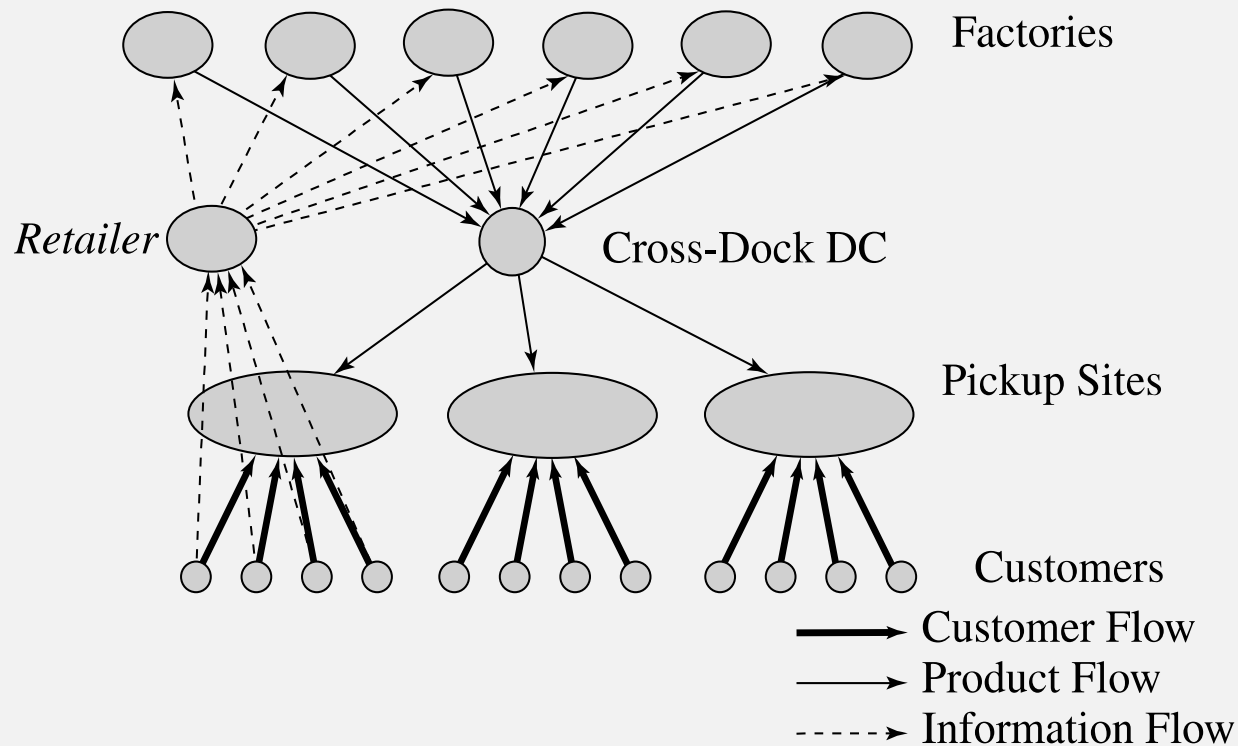 Factories
Retailer
Cross-Dock DC
Pickup Sites
Customers
Customer Flow
Product Flow
Information Flow